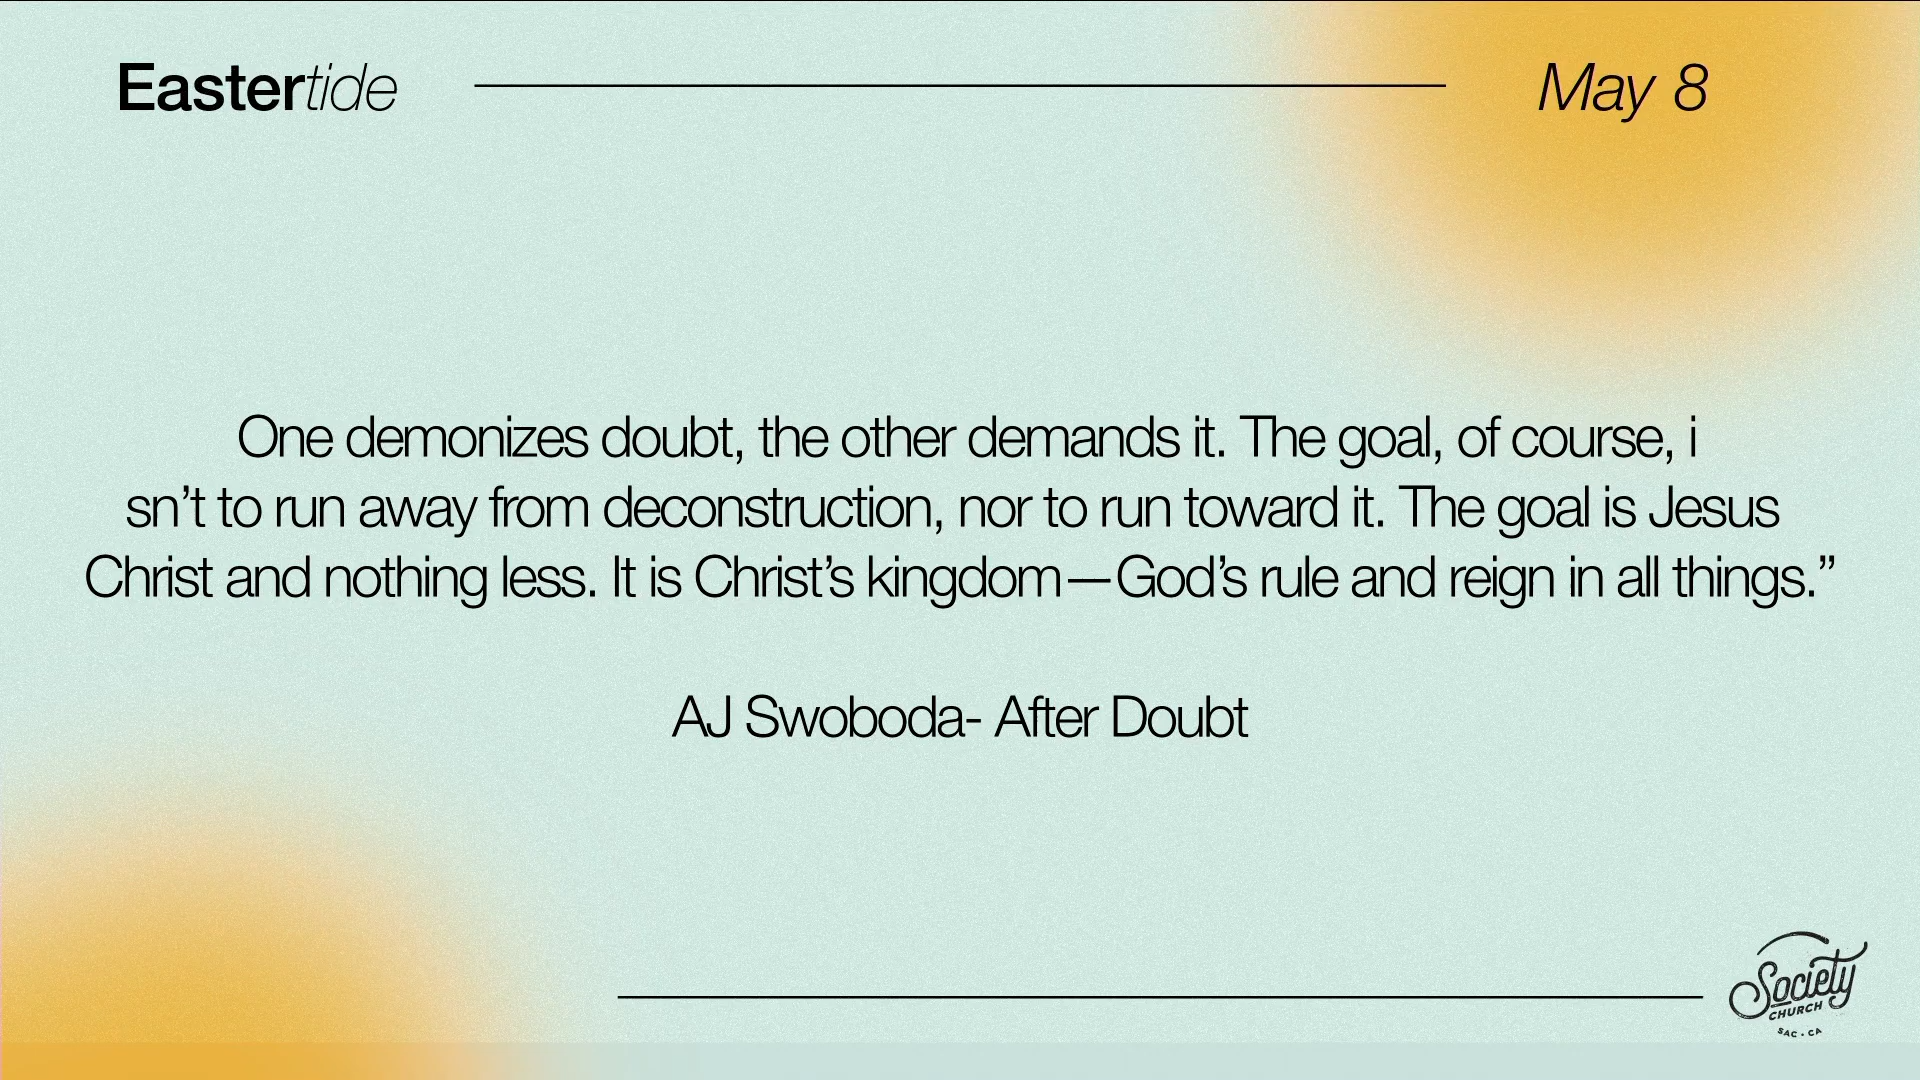 Eastertide
May 8
One demonizes doubt, the other demands it. The goal, of course, i
sn’t to run away from deconstruction, nor to run toward it. The goal is Jesus
Christ and nothing less. It is Christ’s kingdom—God’s rule and reign in all things.”
AJ Swoboda- After Doubt
Society
CHURCH
SAC • CA